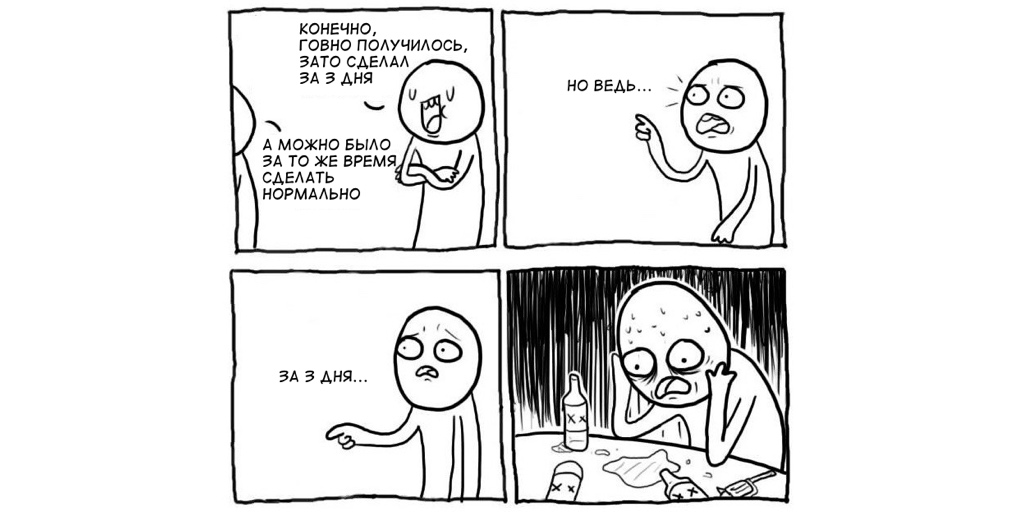 КОНЕЧНО,
ГОВНО ПОЛУЧИЛОСЬ,
ЗАТО СДЕЛАЛ
ЗА 3 ДНЯ
А МОЖНО БЫЛО
ЗА ТО ЖЕ ВРЕМЯ
СДЕЛАТЬ
НОРМАЛЬНО
НО ВЕДЬ...
ЗА 3 ДНЯ...